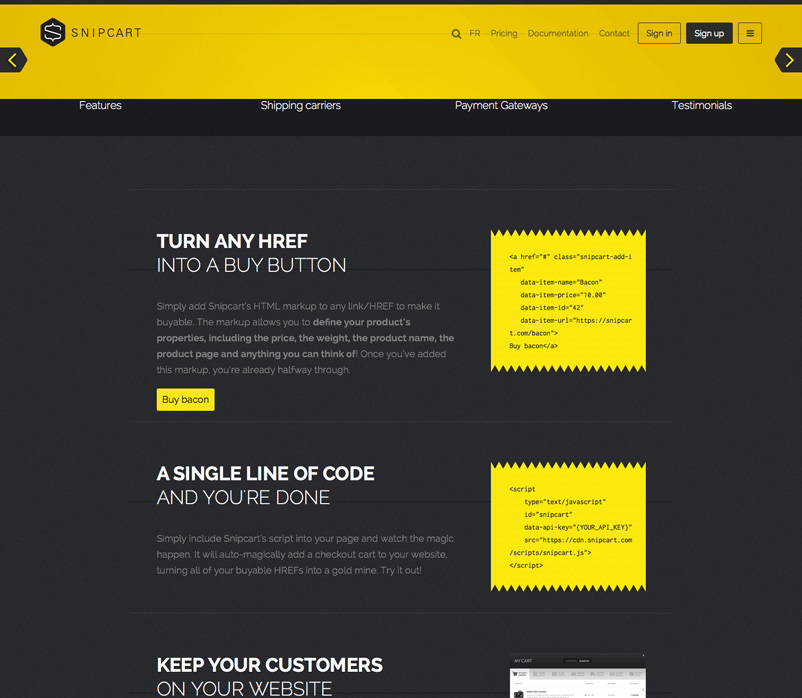 SNIPCART
FR Pricing Documentation Contact Sign in Sign up
Features Shipping carriers Payment Gateways Testimonials
TURN ANY HREF
INTO A BUY BUTTON
Simply add Snipcart's HTML markup to any link/HREF to make it
buyable. The markup allows you to define your product's
properties, including the price, the weight, the product name, the
product page and anything you can think of! Once you've added
this markup, you're already halfway through.
Buy bacon
<a href="#" class="snipcart-add-i
tem"
data-item-name="Bacon"
data-item-price="10.00"
data-item-id="42"
data-item-url="https://snipcar
t.com/bacon">
Buy bacon</a>
A SINGLE LINE OF CODE
AND YOU'RE DONE
Simply include Snipcart's script into your page and watch the magic
happen. It will auto-magically add a checkout cart to your website,
turning all of your buyable HREFs into a gold mine. Try it out!
<script
type="text/javascript"
id="snipcart"
data-api-key="{YOUR_API_KEY}"
src="https://cdn.snipcart.com
/scripts/snipcart.js">
</script>
KEEP YOUR CUSTOMERS
ON YOUR WEBSITE
MY CART